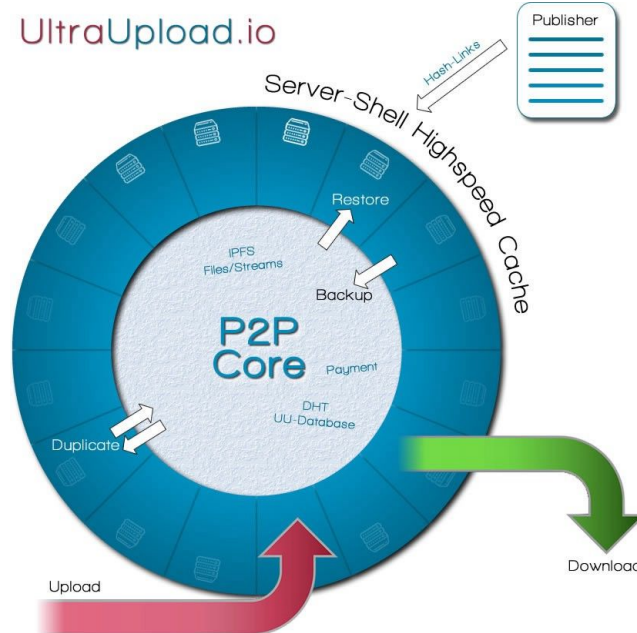 UltraUpload.io
Publisher
Hash-Links
Server-Shell Highspeed Cache
Restore
IPFS
Files/Streams
Backup
P2P
Core
Payment
DHT
UU-Database
Duplicate
Download
Upload